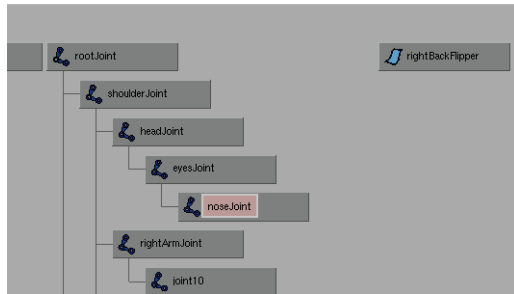 rootJoint
rightBackFlipper
shoulderJoint
headJoint
eyesJoint
noseJoint
rightArmJoint
joint10